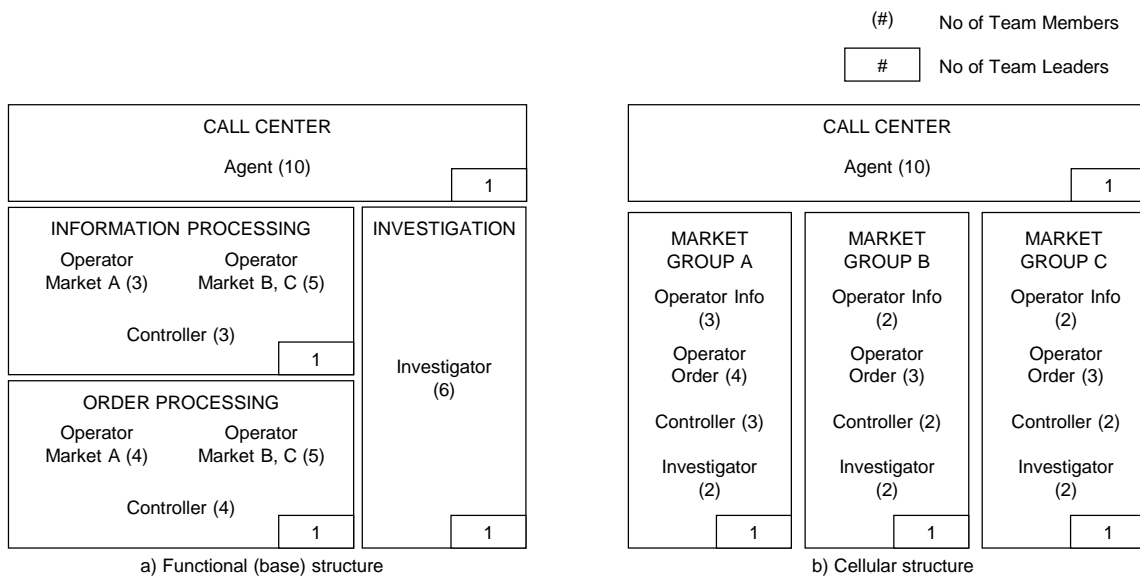 (#) No of Team Members
# No of Team Leaders
CALL CENTER
Agent (10)
1
INFORMATION PROCESSING
Operator
Market A (3)
Operator
Market B, C (5)
Controller (3)
1
ORDER PROCESSING
Operator
Market A (4)
Operator
Market B, C (5)
Controller (4)
1
INVESTIGATION
Investigator
(6)
1
a) Functional (base) structure
CALL CENTER
Agent (10)
1
MARKET
GROUP A
Operator Info
(3)
Operator
Order (4)
Controller (3)
Investigator
(2)
1
MARKET
GROUP B
Operator Info
(2)
Operator
Order (3)
Controller (2)
Investigator
(2)
1
MARKET
GROUP C
Operator Info
(2)
Operator
Order (3)
Controller (2)
Investigator
(2)
1
b) Cellular structure